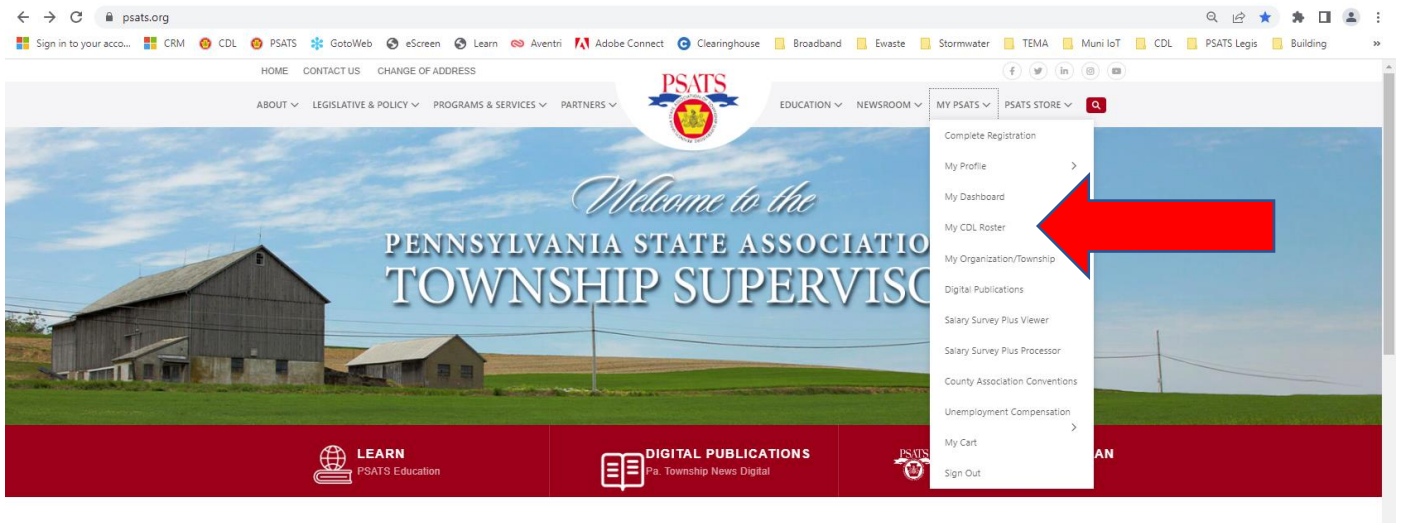 psats.org
Sign in to your acco... CRM CDL PSATS GotoWeb eScreen Learn Aventri Adobe Connect Clearinghouse Broadband Ewaste Stormwater TEMA Muni IoT CDL PSATS Legis Building »
HOME CONTACT US CHANGE OF ADDRESS
PSATS
ABOUT LEGISLATIVE & POLICY PROGRAMS & SERVICES PARTNERS EDUCATION NEWSROOM MY PSATS PSATS STORE
Complete Registration
My Profile
My Dashboard
My CDL Roster
My Organization/Township
Digital Publications
Salary Survey Plus Viewer
Salary Survey Plus Processor
County Association Conventions
Unemployment Compensation
My Cart
Sign Out
Welcome to the
PENNSYLVANIA STATE ASSOCIATIO
TOWNSHIP SUPERVISO
LEARN
PSATS Education
DIGITAL PUBLICATIONS
Pa. Township News Digital
PSATS
AN